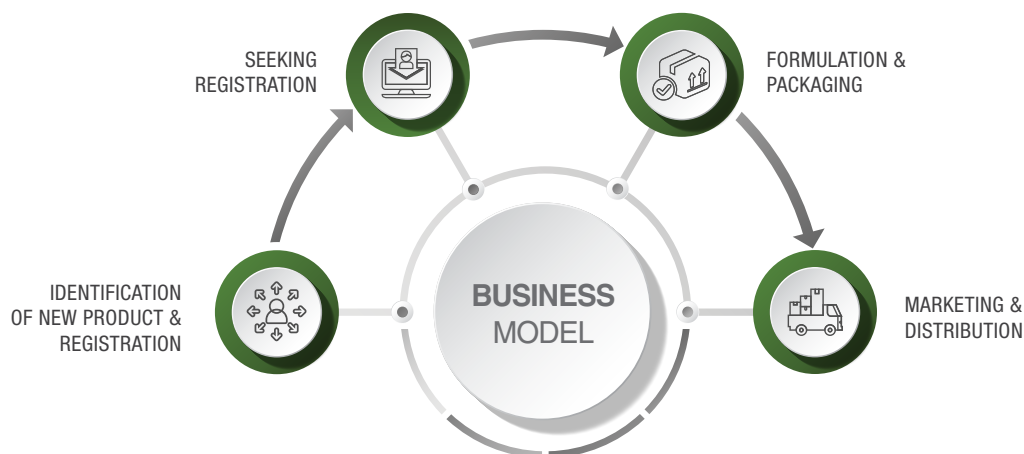 SEEKING
REGISTRATION
FORMULATION &
PACKAGING
IDENTIFICATION
OF NEW PRODUCT &
REGISTRATION
BUSINESS
MODEL
MARKETING &
DISTRIBUTION